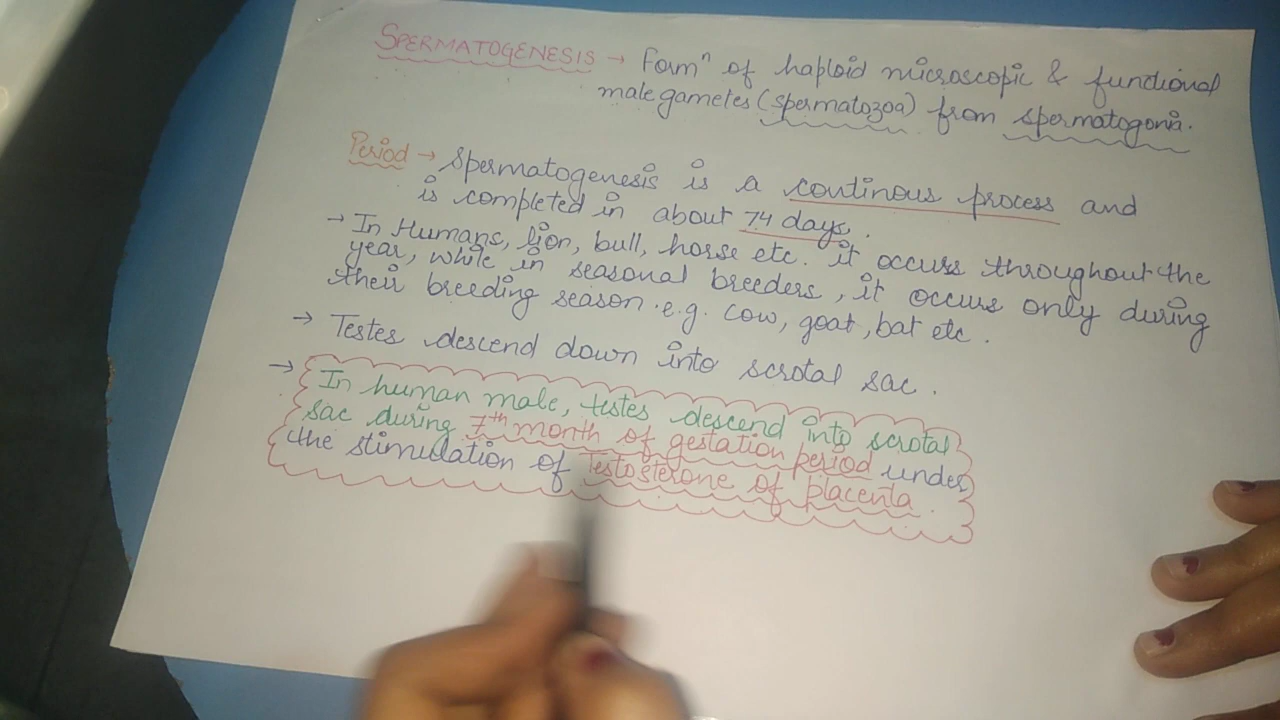 SPERMATOGENESIS → Formⁿ of haploid microscopic & functional
male gametes (spermatozoa) from spermatogonia.
Period → Spermatogenesis is a continous process and
is completed in about 74 days.
→ In Humans, lion, bull, horse etc. it occurs throughout the
year, while in seasonal breeders, it occurs only during
their breeding season. e.g. cow, goat, bat etc.
→ Testes descend down into scrotal sac.
→ In human male, testes descend into scrotal
sac during 7th month of gestation period under
the stimulation of Testosterone of placenta.